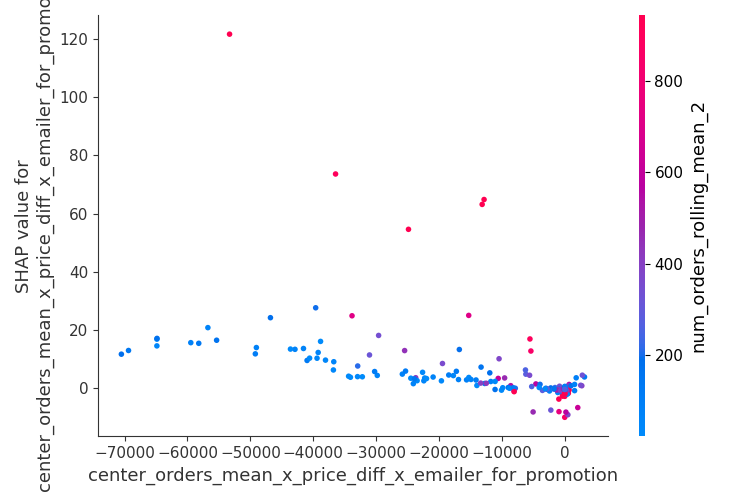 SHAP value for
center_orders_mean_x_price_diff_x_emailer_for_promo
120
100
80
60
40
20
0
−70000 −60000 −50000 −40000 −30000 −20000 −10000 0
center_orders_mean_x_price_diff_x_emailer_for_promotion
800
600
400
200
num_orders_rolling_mean_2